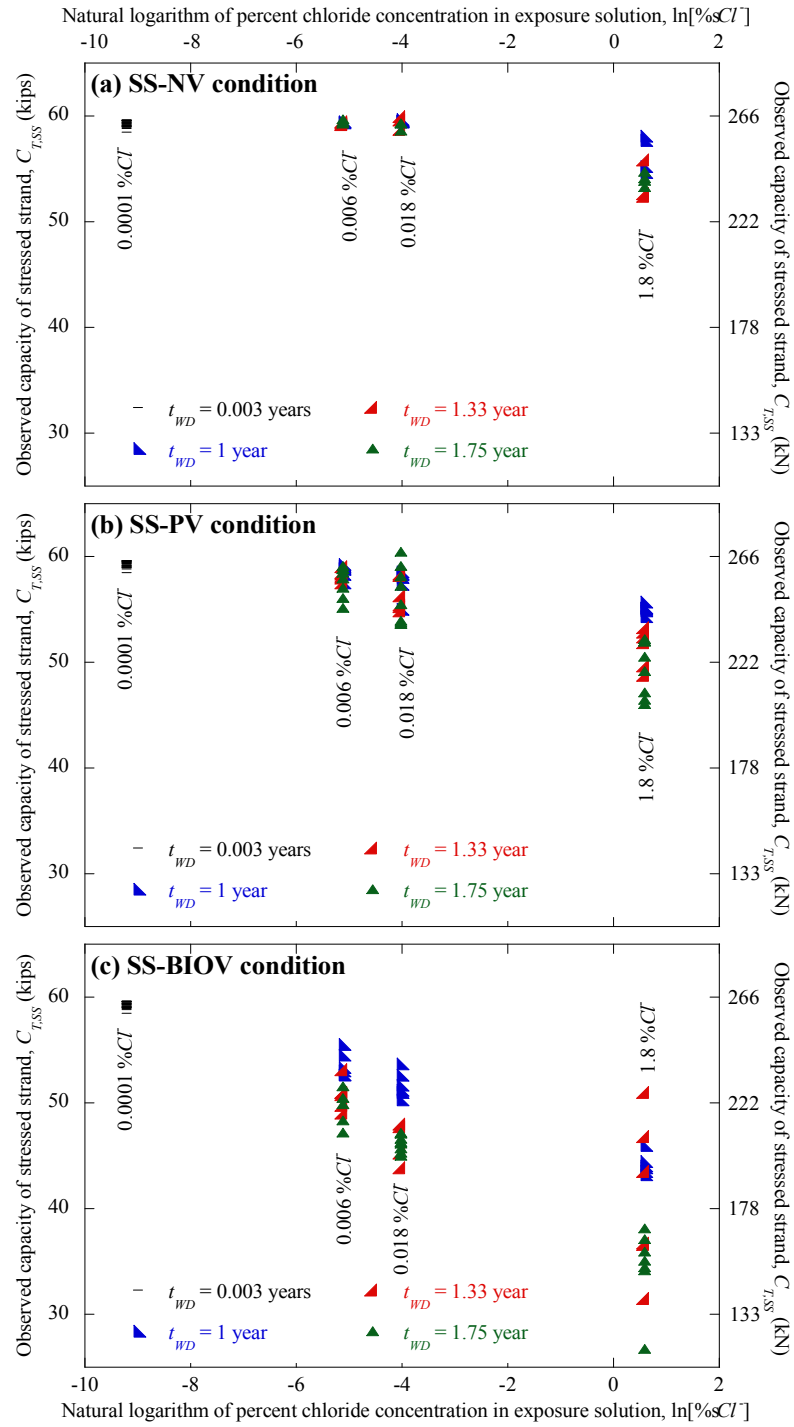 Natural logarithm of percent chloride concentration in exposure solution, ln[%sCl⁻]
-10 -8 -6 -4 -2 0 2
(a) SS-NV condition
Observed capacity of stressed strand, C_T,SS (kips)
60
50
40
30
266
222
178
133
Observed capacity of stressed strand, C_T,SS (kN)
0.0001 %Cl⁻
0.006 %Cl⁻
0.018 %Cl⁻
1.8 %Cl⁻
t_WD = 0.003 years
t_WD = 1.33 year
t_WD = 1 year
t_WD = 1.75 year
(b) SS-PV condition
Observed capacity of stressed strand, C_T,SS (kips)
60
50
40
30
266
222
178
133
Observed capacity of stressed strand, C_T,SS (kN)
0.0001 %Cl⁻
0.006 %Cl⁻
0.018 %Cl⁻
1.8 %Cl⁻
t_WD = 0.003 years
t_WD = 1.33 year
t_WD = 1 year
t_WD = 1.75 year
(c) SS-BIOV condition
Observed capacity of stressed strand, C_T,SS (kips)
60
50
40
30
266
222
178
133
Observed capacity of stressed strand, C_T,SS (kN)
0.0001 %Cl⁻
0.006 %Cl⁻
0.018 %Cl⁻
1.8 %Cl⁻
t_WD = 0.003 years
t_WD = 1.33 year
t_WD = 1 year
t_WD = 1.75 year
-10 -8 -6 -4 -2 0 2
Natural logarithm of percent chloride concentration in exposure solution, ln[%sCl⁻]